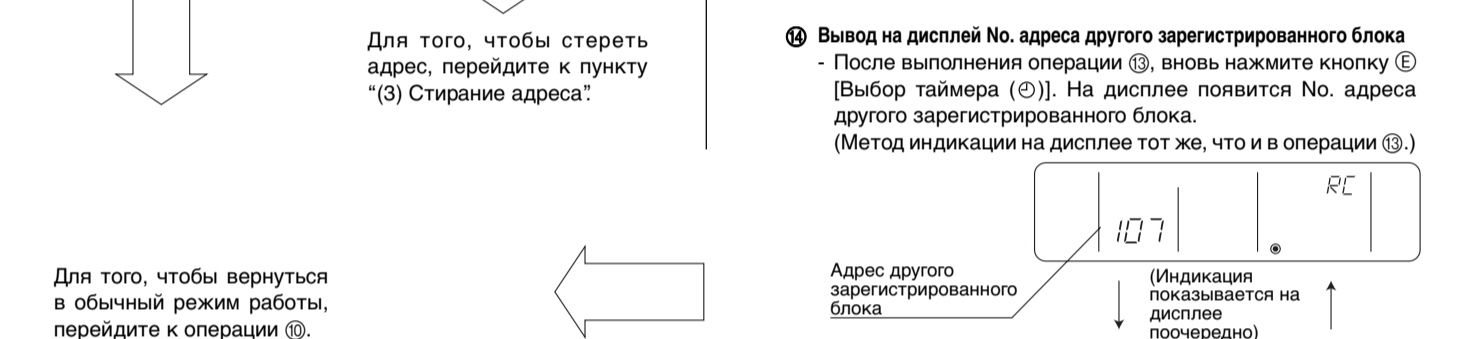 Для того, чтобы стереть
адрес, перейдите к пункту
“(3) Стирание адреса”.
Для того, чтобы вернуться
в обычный режим работы,
перейдите к операции ⑩.
⑭ Вывод на дисплей No. адреса другого зарегистрированного блока
- После выполнения операции ⑬, вновь нажмите кнопку Ⓔ
[Выбор таймера (◴)]. На дисплее появится No. адреса
другого зарегистрированного блока.
(Метод индикации на дисплее тот же, что и в операции ⑬.)
RC
107
Адрес другого
зарегистрированного
блока
(Индикация
показывается на
дисплее
поочередно)